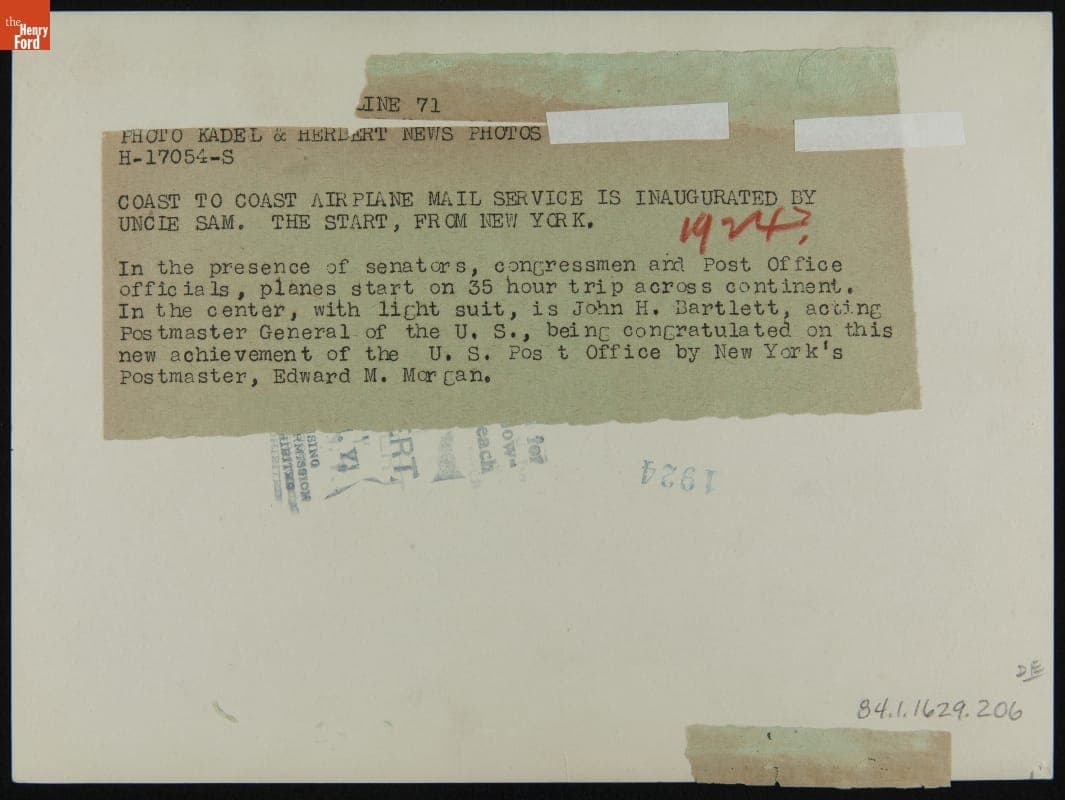 the
Henry
Ford
LINE 71
PHOTO KADEL & HERBERT NEWS PHOTOS
H-17054-S
COAST TO COAST AIRPLANE MAIL SERVICE IS INAUGURATED BY
UNCLE SAM. THE START, FROM NEW YORK.
1924?
In the presence of senators, congressmen and Post Office
officials, planes start on 35 hour trip across continent.
In the center, with light suit, is John H. Bartlett, acting
Postmaster General of the U. S., being congratulated on this
new achievement of the U. S. Pos t Office by New York's
Postmaster, Edward M. Morgan.
for
each
1924
DE
84.1.1629.206